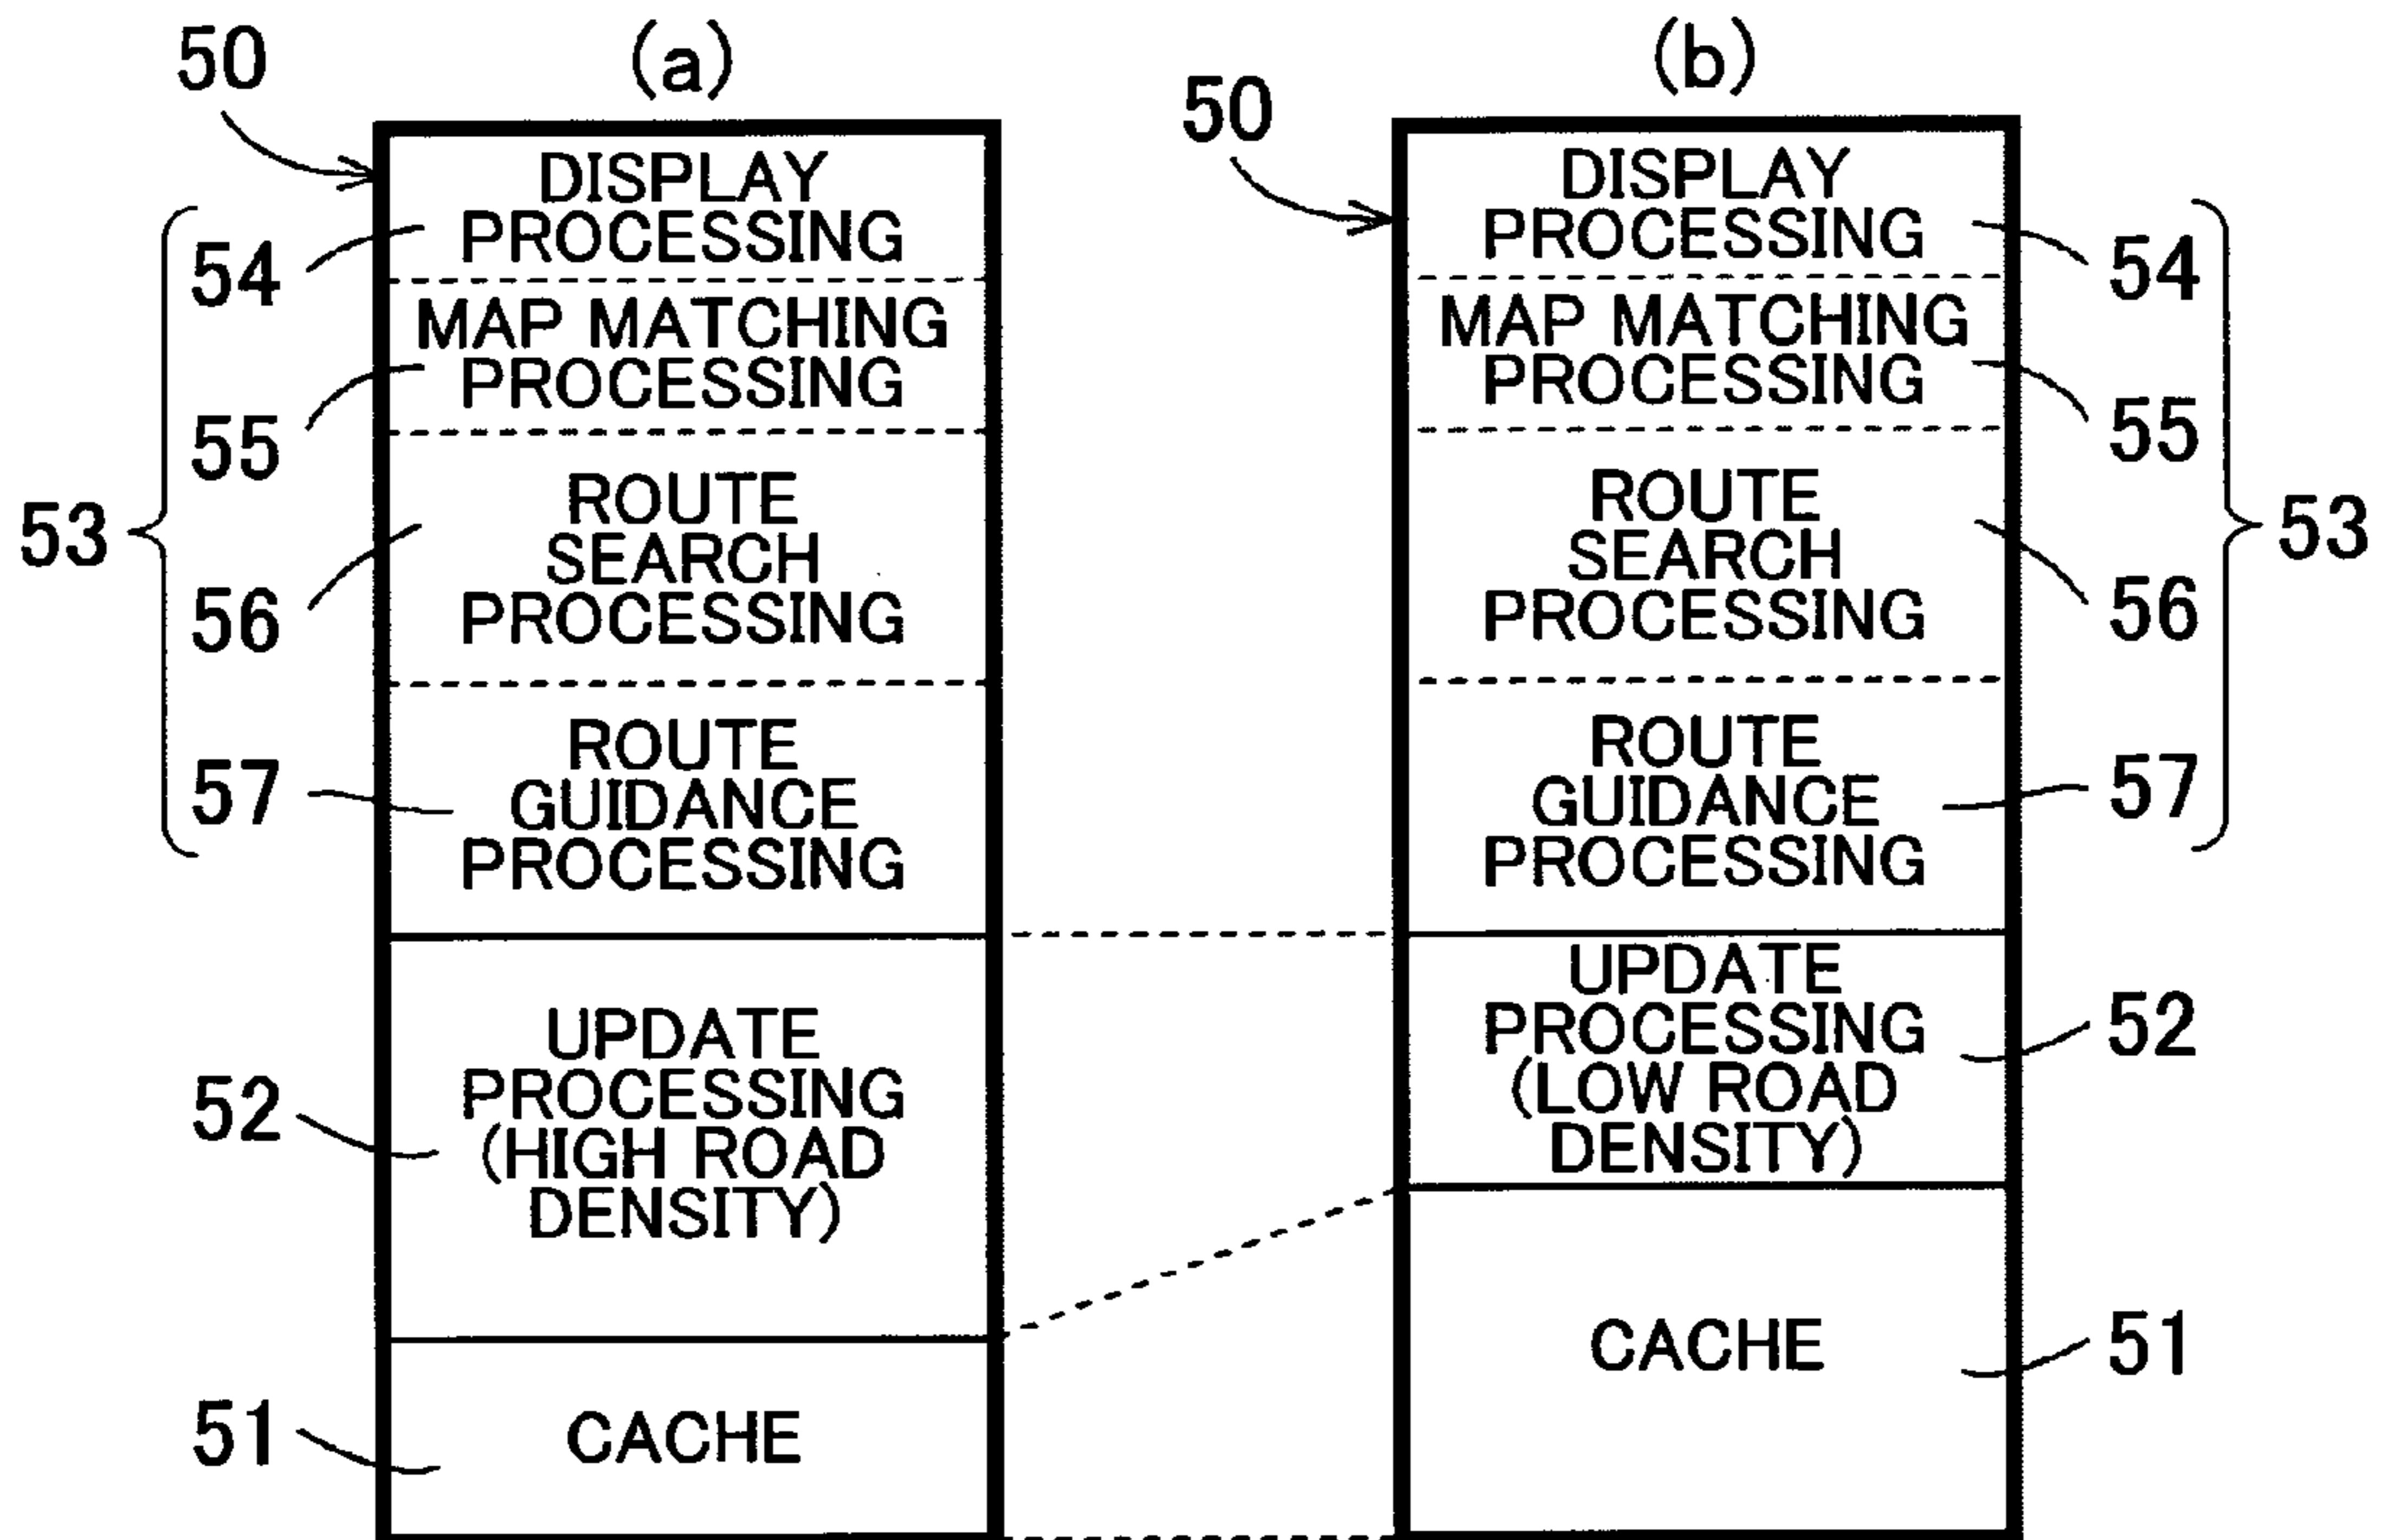 (a)
50
DISPLAY
PROCESSING
54
MAP MATCHING
PROCESSING
55
ROUTE
SEARCH
PROCESSING
53
56
ROUTE
GUIDANCE
PROCESSING
57
UPDATE
PROCESSING
(HIGH ROAD
DENSITY)
52
CACHE
51
(b)
50
DISPLAY
PROCESSING
54
MAP MATCHING
PROCESSING
55
ROUTE
SEARCH
PROCESSING
53
56
ROUTE
GUIDANCE
PROCESSING
57
UPDATE
PROCESSING
(LOW ROAD
DENSITY)
52
CACHE
51